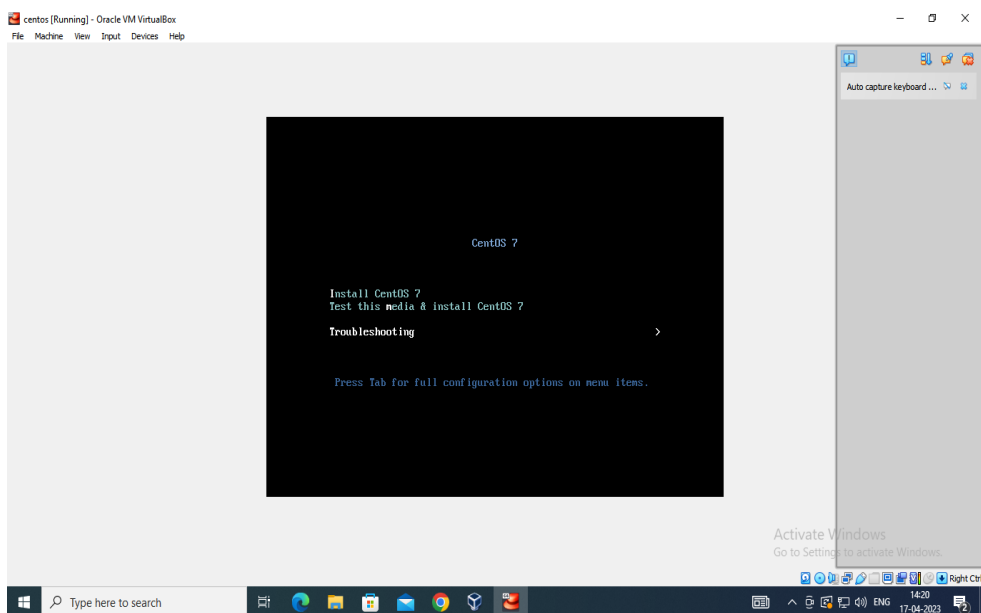 centos [Running] - Oracle VM VirtualBox
File Machine View Input Devices Help
Auto capture keyboard ...
CentOS 7
Install CentOS 7
Test this media & install CentOS 7
Troubleshooting >
Press Tab for full configuration options on menu items.
Activate Windows
Go to Settings to activate Windows.
Right Ctrl
Type here to search
ENG
14:20
17-04-2023
2